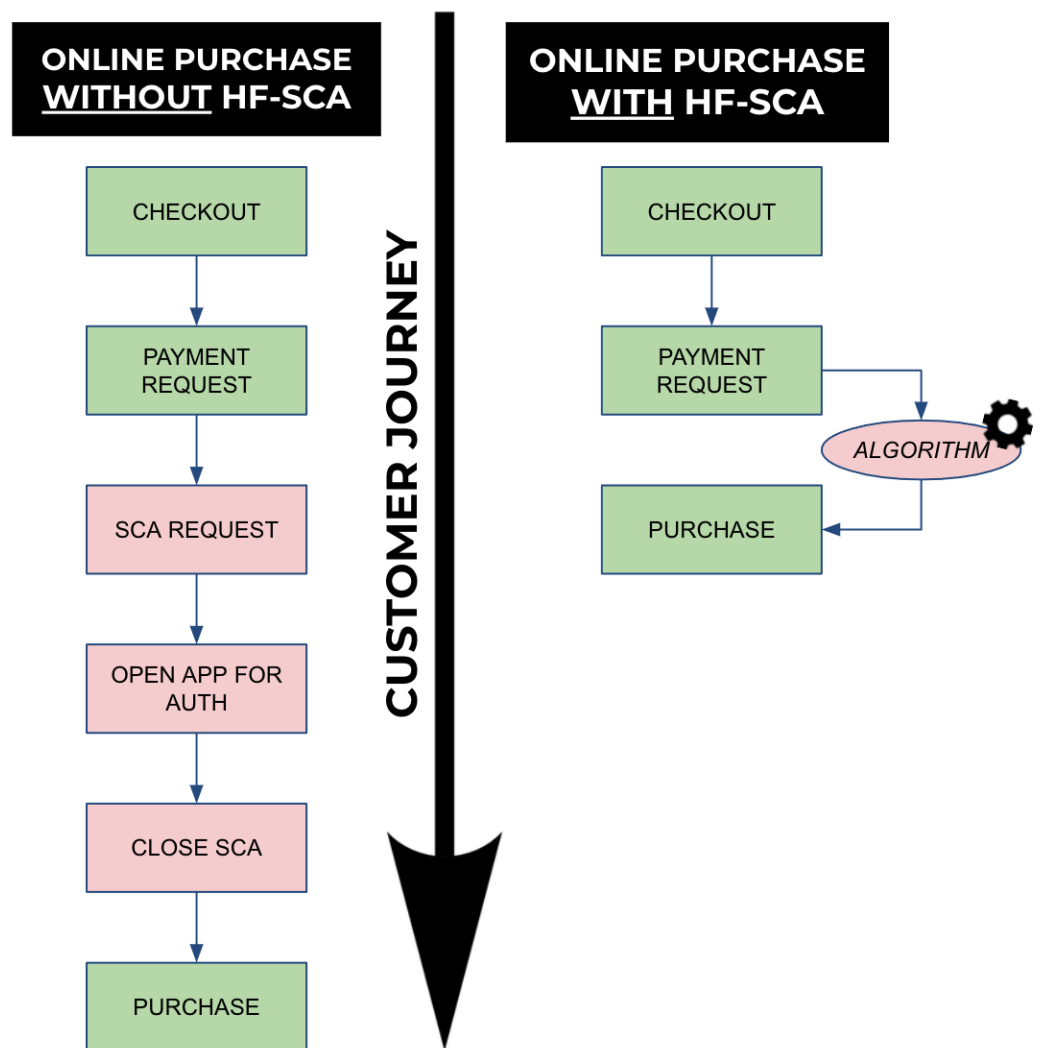 ONLINE PURCHASE
WITHOUT HF-SCA
CHECKOUT
PAYMENT
REQUEST
SCA REQUEST
OPEN APP FOR
AUTH
CLOSE SCA
PURCHASE
CUSTOMER JOURNEY
ONLINE PURCHASE
WITH HF-SCA
CHECKOUT
PAYMENT
REQUEST
ALGORITHM
PURCHASE